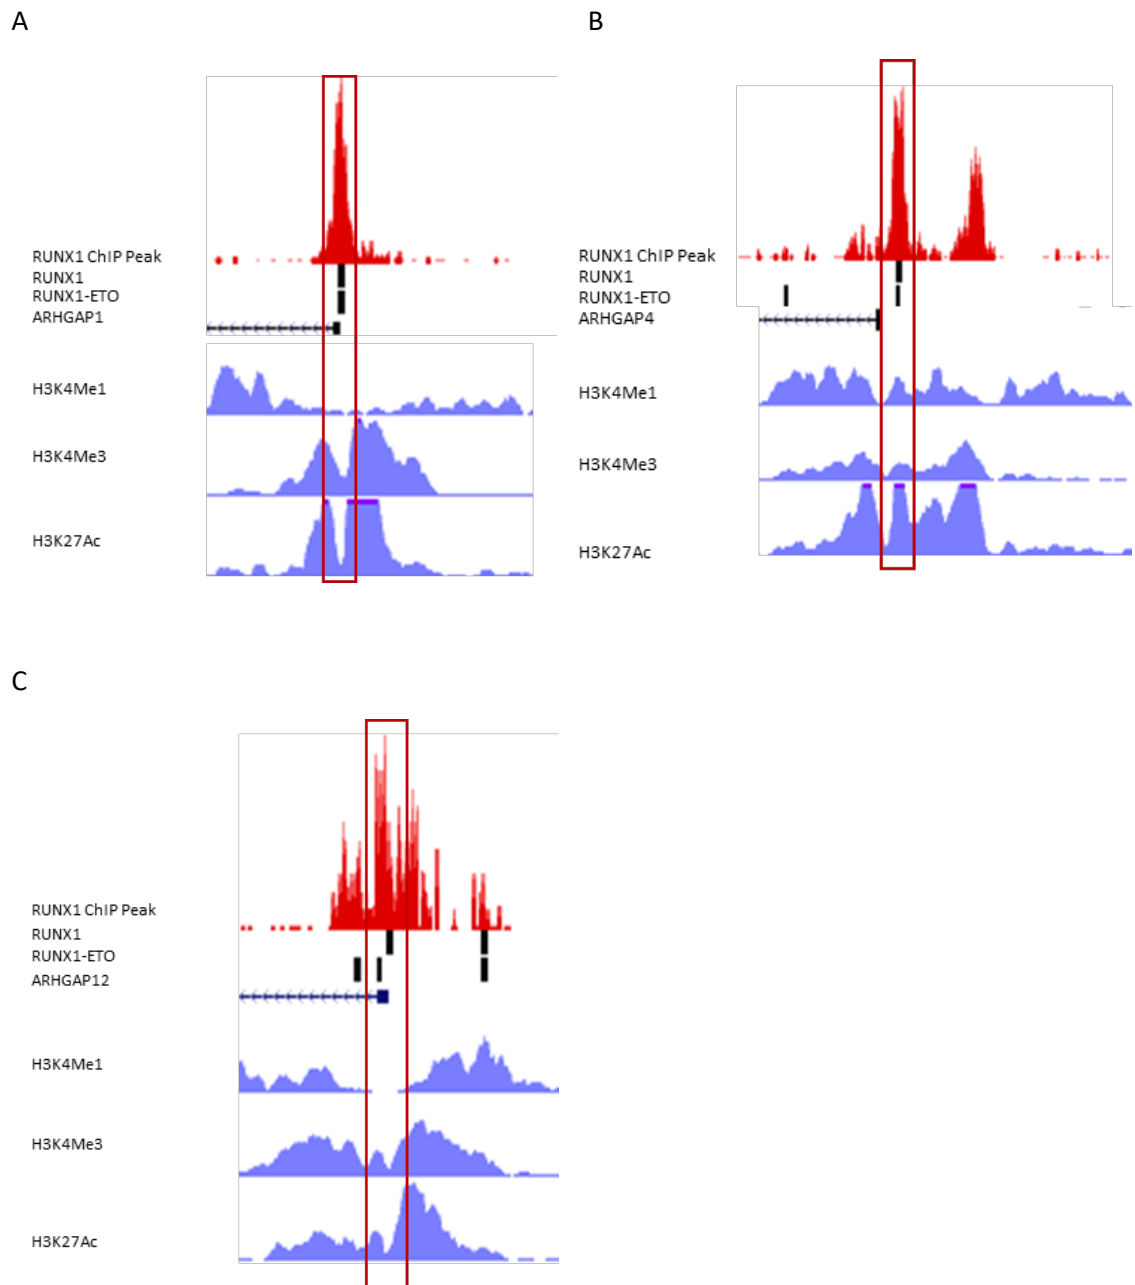 A
RUNX1 ChIP Peak
RUNX1
RUNX1-ETO
ARHGAP1
H3K4Me1
H3K4Me3
H3K27Ac
B
RUNX1 ChIP Peak
RUNX1
RUNX1-ETO
ARHGAP4
H3K4Me1
H3K4Me3
H3K27Ac
C
RUNX1 ChIP Peak
RUNX1
RUNX1-ETO
ARHGAP12
H3K4Me1
H3K4Me3
H3K27Ac